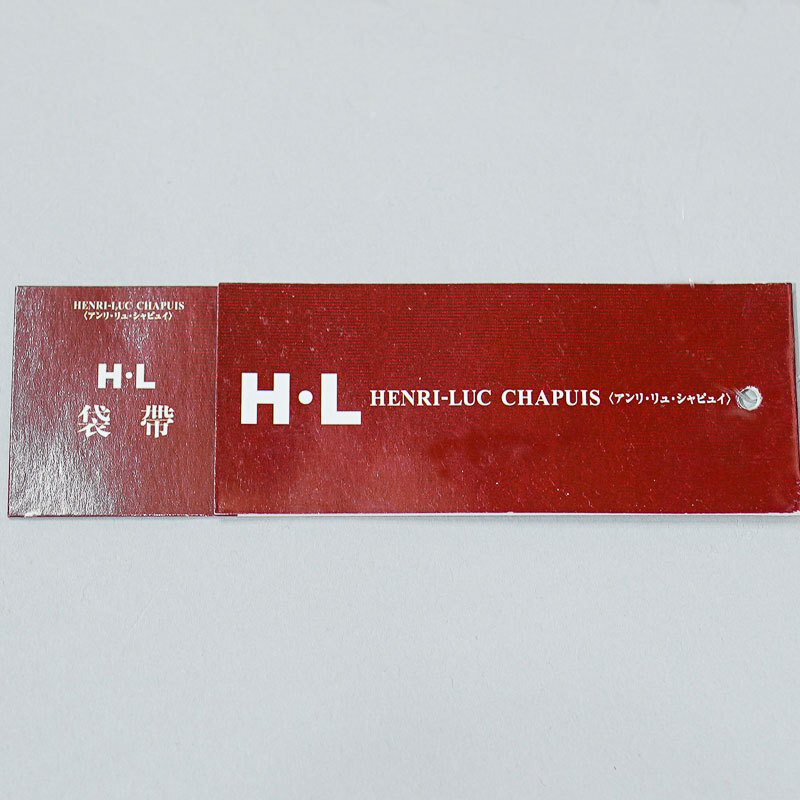 HENRI-LUC CHAPUIS
〈アンリ・リュ・シャピュイ〉
H・L
袋帶
H・L HENRI-LUC CHAPUIS 〈アンリ・リュ・シャピュイ〉